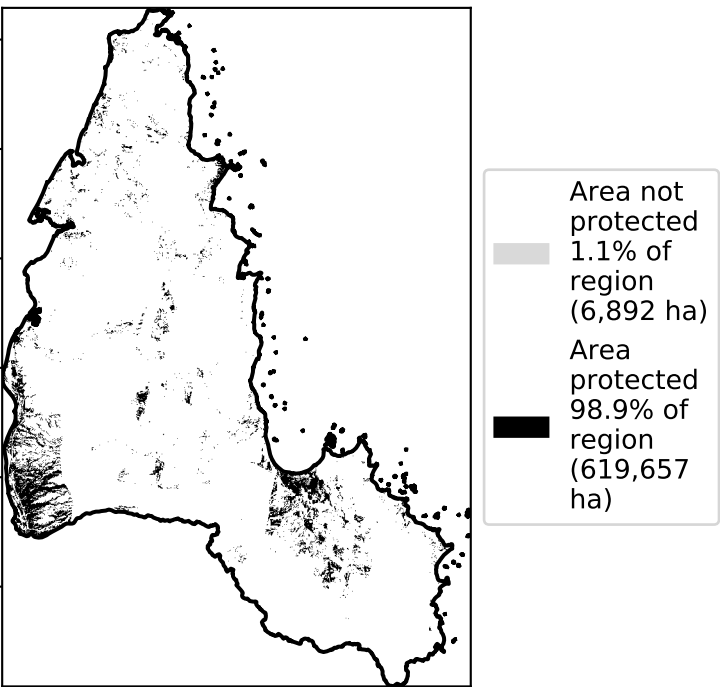 Area not
protected
1.1% of
region
(6,892 ha)
Area
protected
98.9% of
region
(619,657
ha)